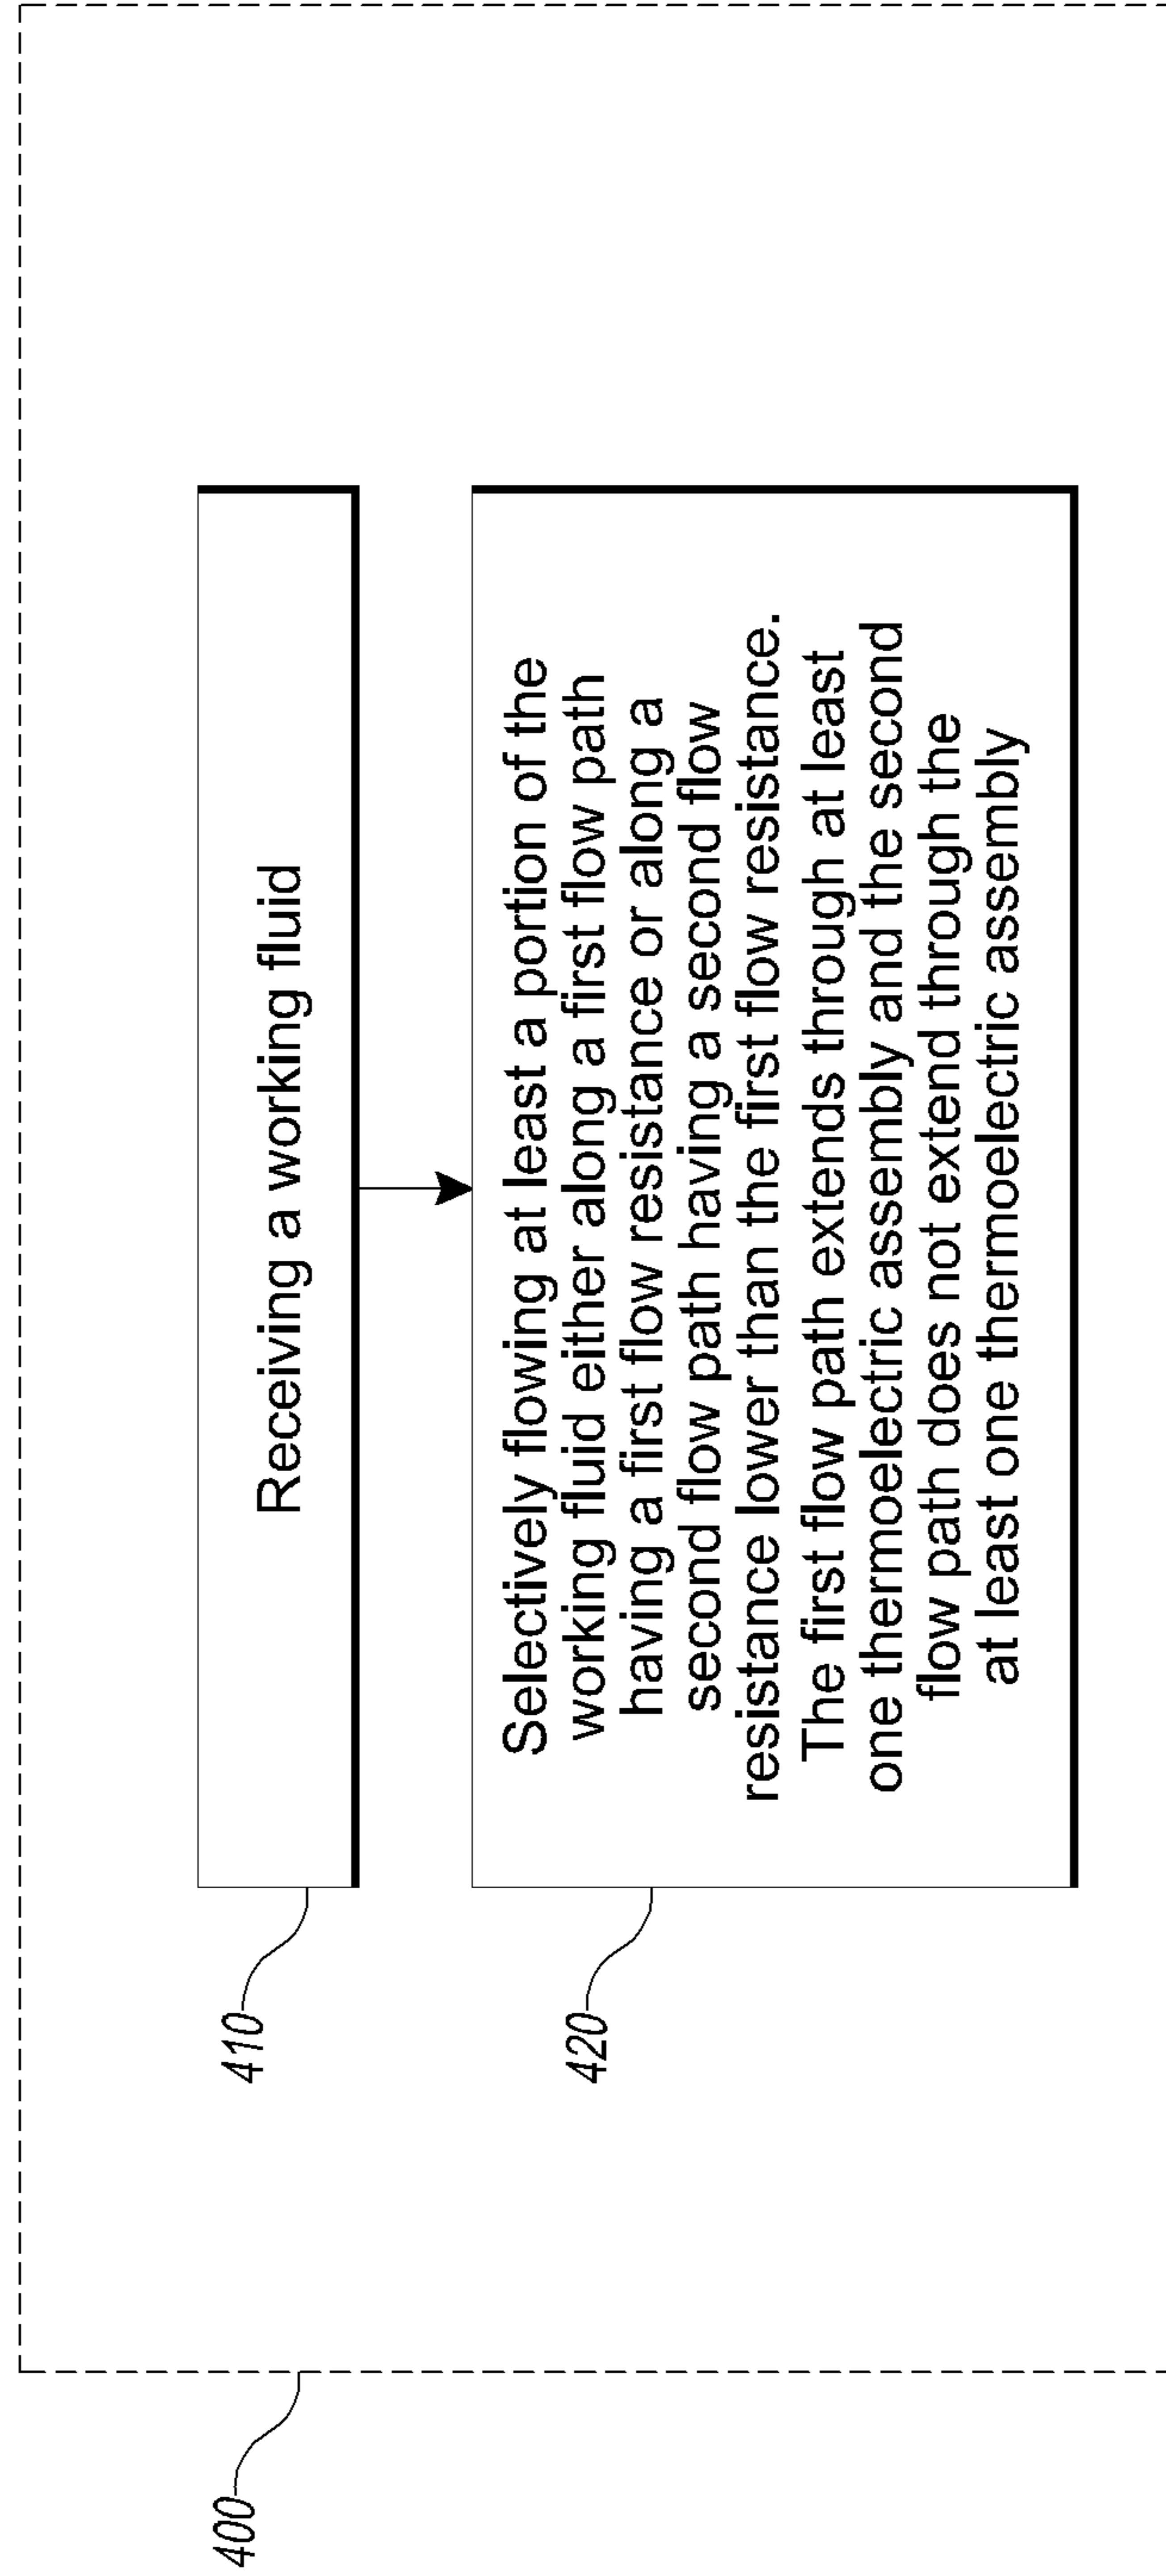 400
410
Receiving a working fluid
420
Selectively flowing at least a portion of the
working fluid either along a first flow path
having a first flow resistance or along a
second flow path having a second flow
resistance lower than the first flow resistance.
The first flow path extends through at least
one thermoelectric assembly and the second
flow path does not extend through the
at least one thermoelectric assembly